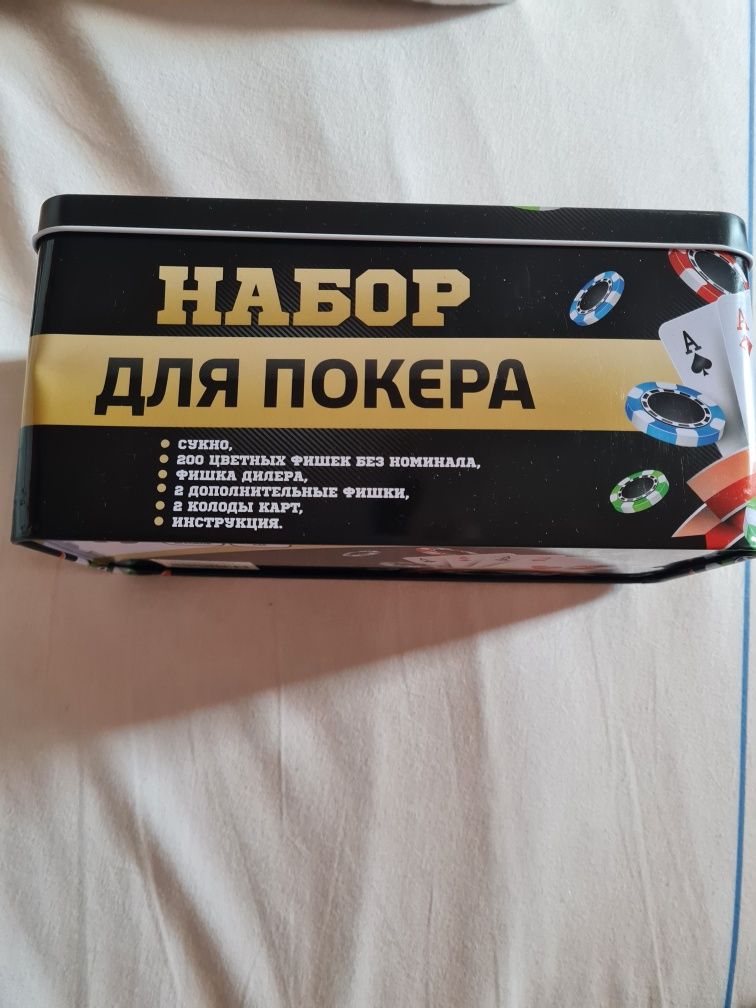 НАБОР
ДЛЯ ПОКЕРА
• СУКНО,
• 200 ЦВЕТНЫХ ФИШЕК БЕЗ НОМИНАЛА,
• ФИШКА ДИЛЕРА,
• 2 ДОПОЛНИТЕЛЬНЫЕ ФИШКИ,
• 2 КОЛОДЫ КАРТ,
• ИНСТРУКЦИЯ.
A
A